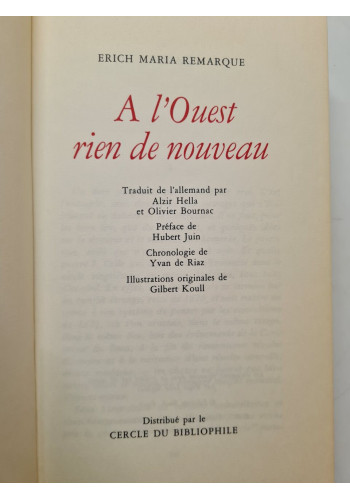 ERICH MARIA REMARQUE
A l'Ouest
rien de nouveau
Traduit de l'allemand par
Alzir Hella
et Olivier Bournac
Préface de
Hubert Juin
Chronologie de
Yvan de Riaz
Illustrations originales de
Gilbert Koull
Distribué par le
CERCLE DU BIBLIOPHILE